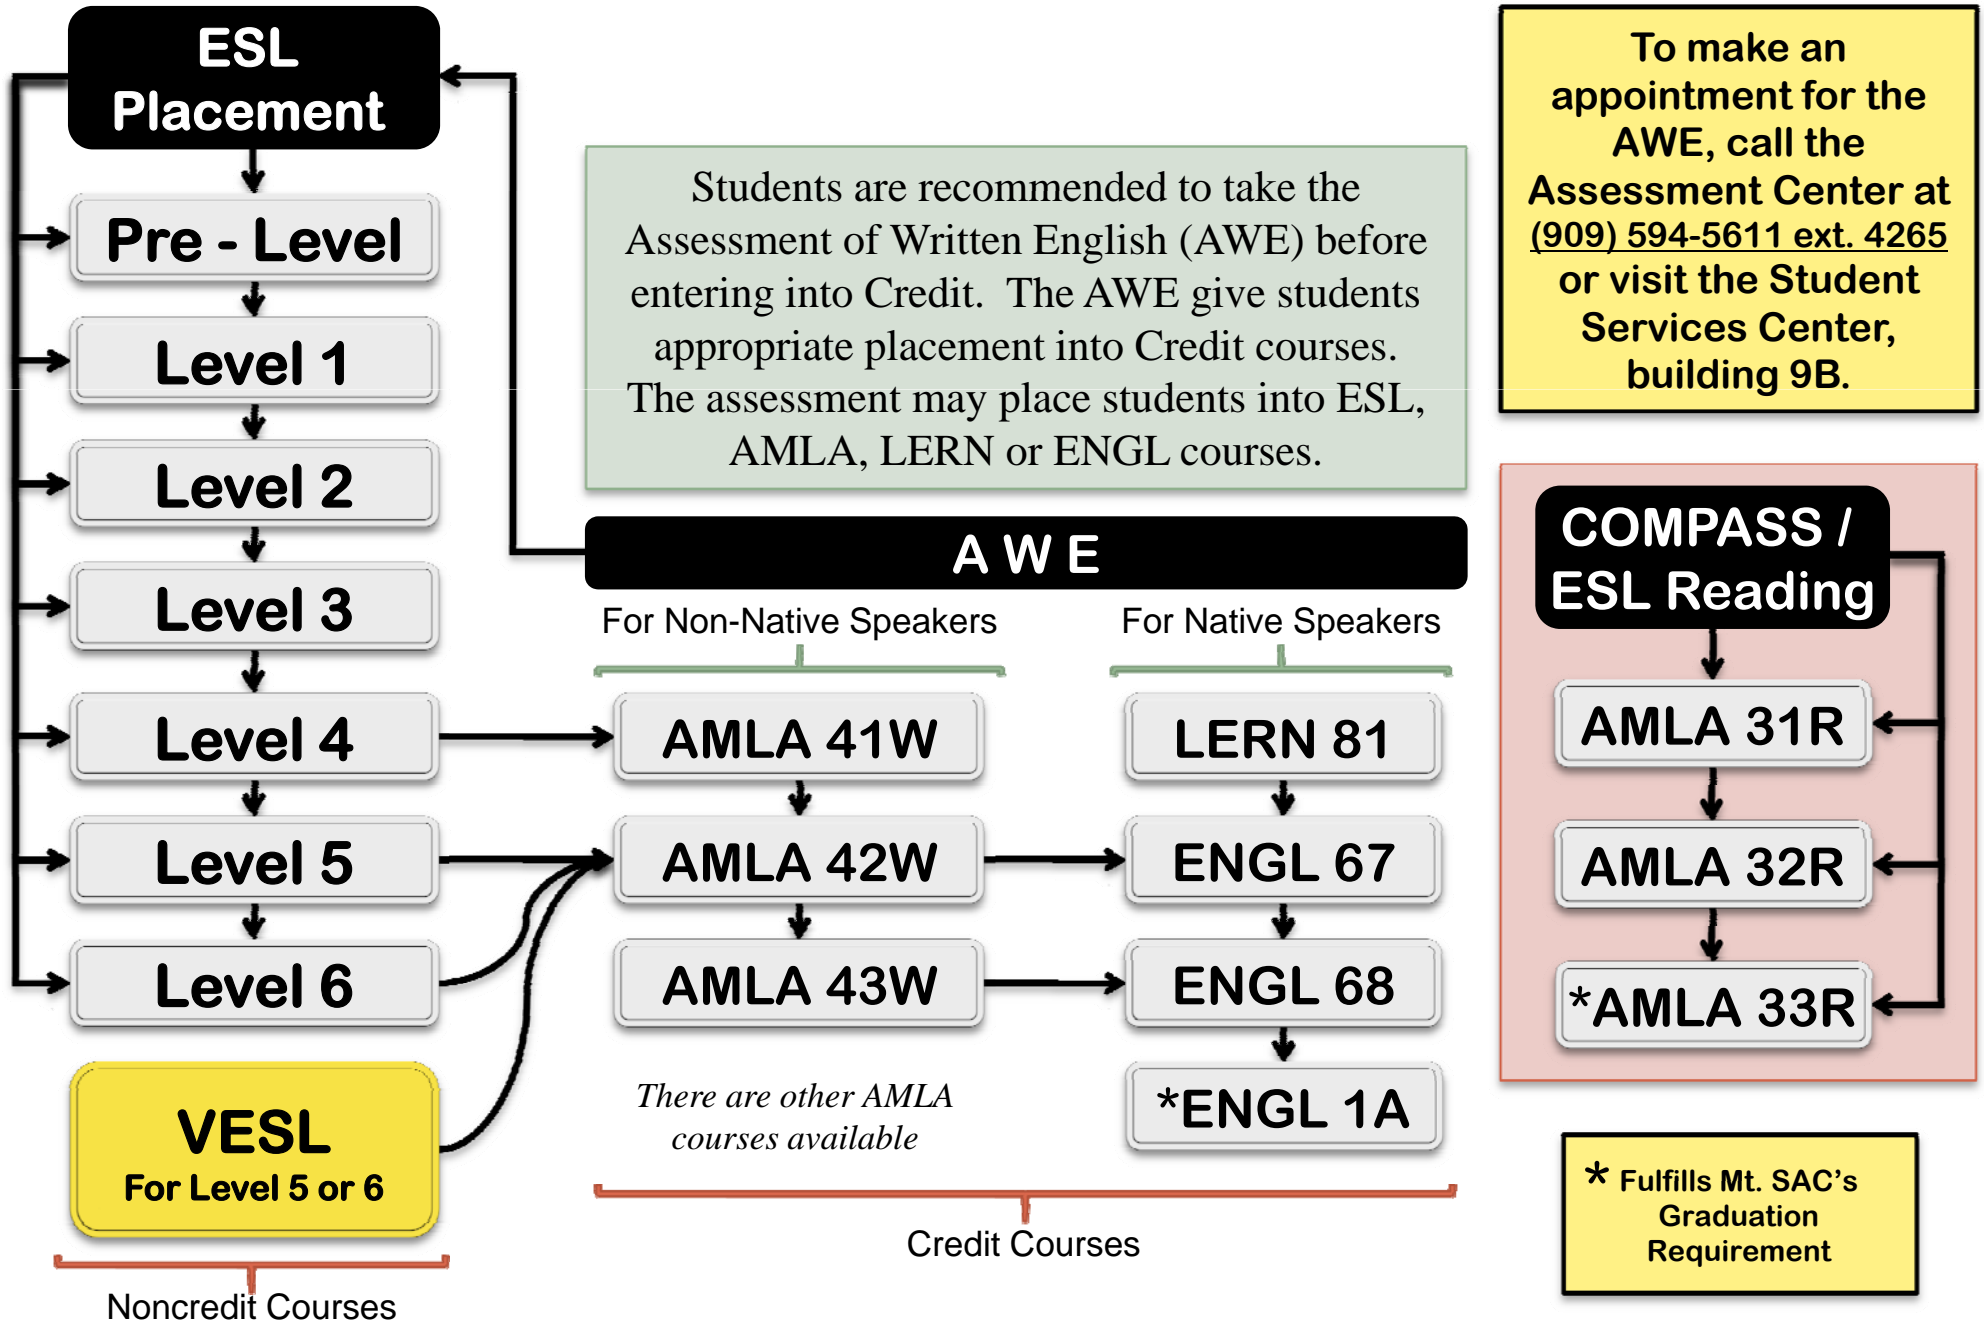 ESL
Placement
Pre - Level
Level 1
Level 2
Level 3
Level 4
Level 5
Level 6
VESL
For Level 5 or 6
Noncredit Courses
Students are recommended to take the
Assessment of Written English (AWE) before
entering into Credit.  The AWE give students
appropriate placement into Credit courses.
The assessment may place students into ESL,
AMLA, LERN or ENGL courses.
A W E
For Non-Native Speakers
AMLA 41W
AMLA 42W
AMLA 43W
There are other AMLA
courses available
For Native Speakers
LERN 81
ENGL 67
ENGL 68
*ENGL 1A
Credit Courses
To make an
appointment for the
AWE, call the
Assessment Center at
(909) 594-5611 ext. 4265
or visit the Student
Services Center,
building 9B.
COMPASS /
ESL Reading
AMLA 31R
AMLA 32R
*AMLA 33R
* Fulfills Mt. SAC's
Graduation
Requirement